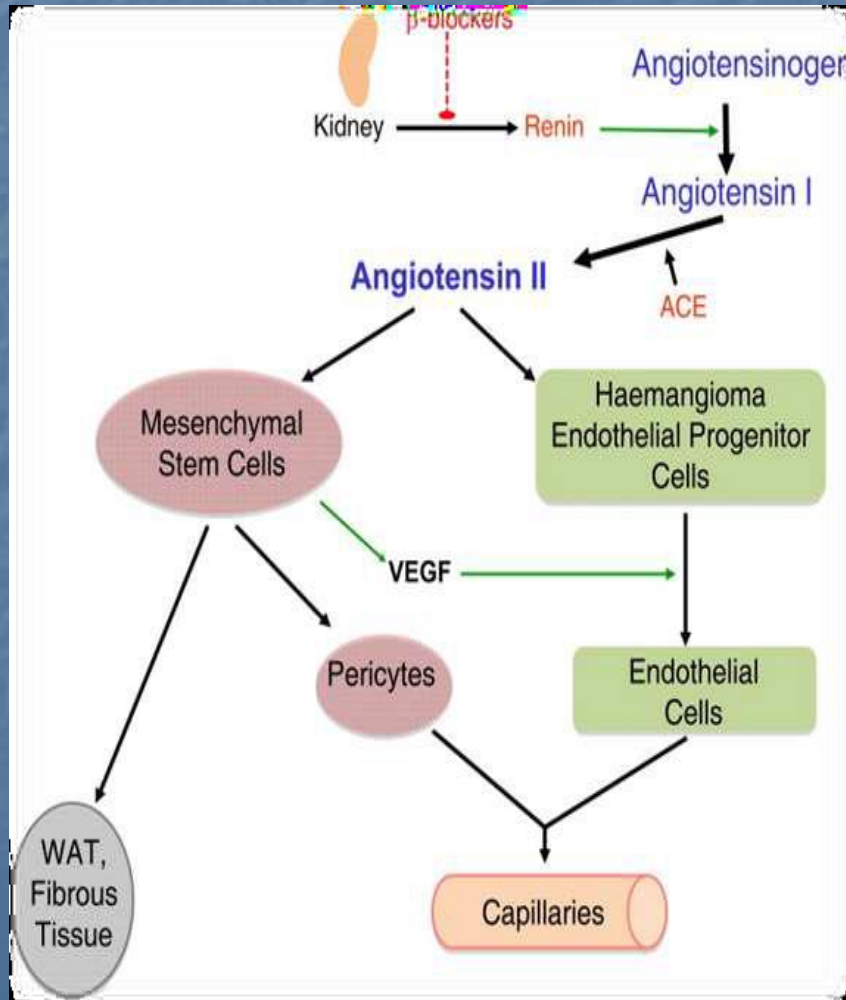 β-blockers
Angiotensinoger
Kidney
Renin
Angiotensin I
Angiotensin II
ACE
Mesenchymal
Stem Cells
Haemangioma
Endothelial Progenitor
Cells
VEGF
Pericytes
Endothelial
Cells
WAT,
Fibrous
Tissue
Capillaries